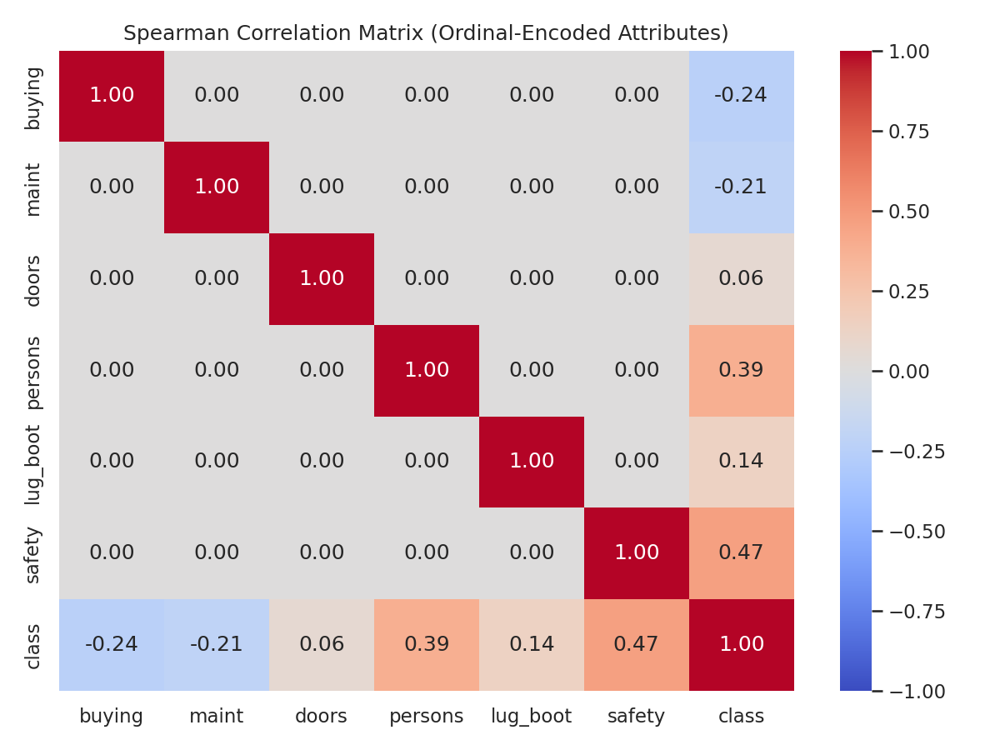 Spearman Correlation Matrix (Ordinal-Encoded Attributes)
buying 1.00 0.00 0.00 0.00 0.00 0.00 -0.24
maint 0.00 1.00 0.00 0.00 0.00 0.00 -0.21
doors 0.00 0.00 1.00 0.00 0.00 0.00 0.06
persons 0.00 0.00 0.00 1.00 0.00 0.00 0.39
lug_boot 0.00 0.00 0.00 0.00 1.00 0.00 0.14
safety 0.00 0.00 0.00 0.00 0.00 1.00 0.47
class -0.24 -0.21 0.06 0.39 0.14 0.47 1.00
buying maint doors persons lug_boot safety class
1.00
0.75
0.50
0.25
0.00
−0.25
−0.50
−0.75
−1.00